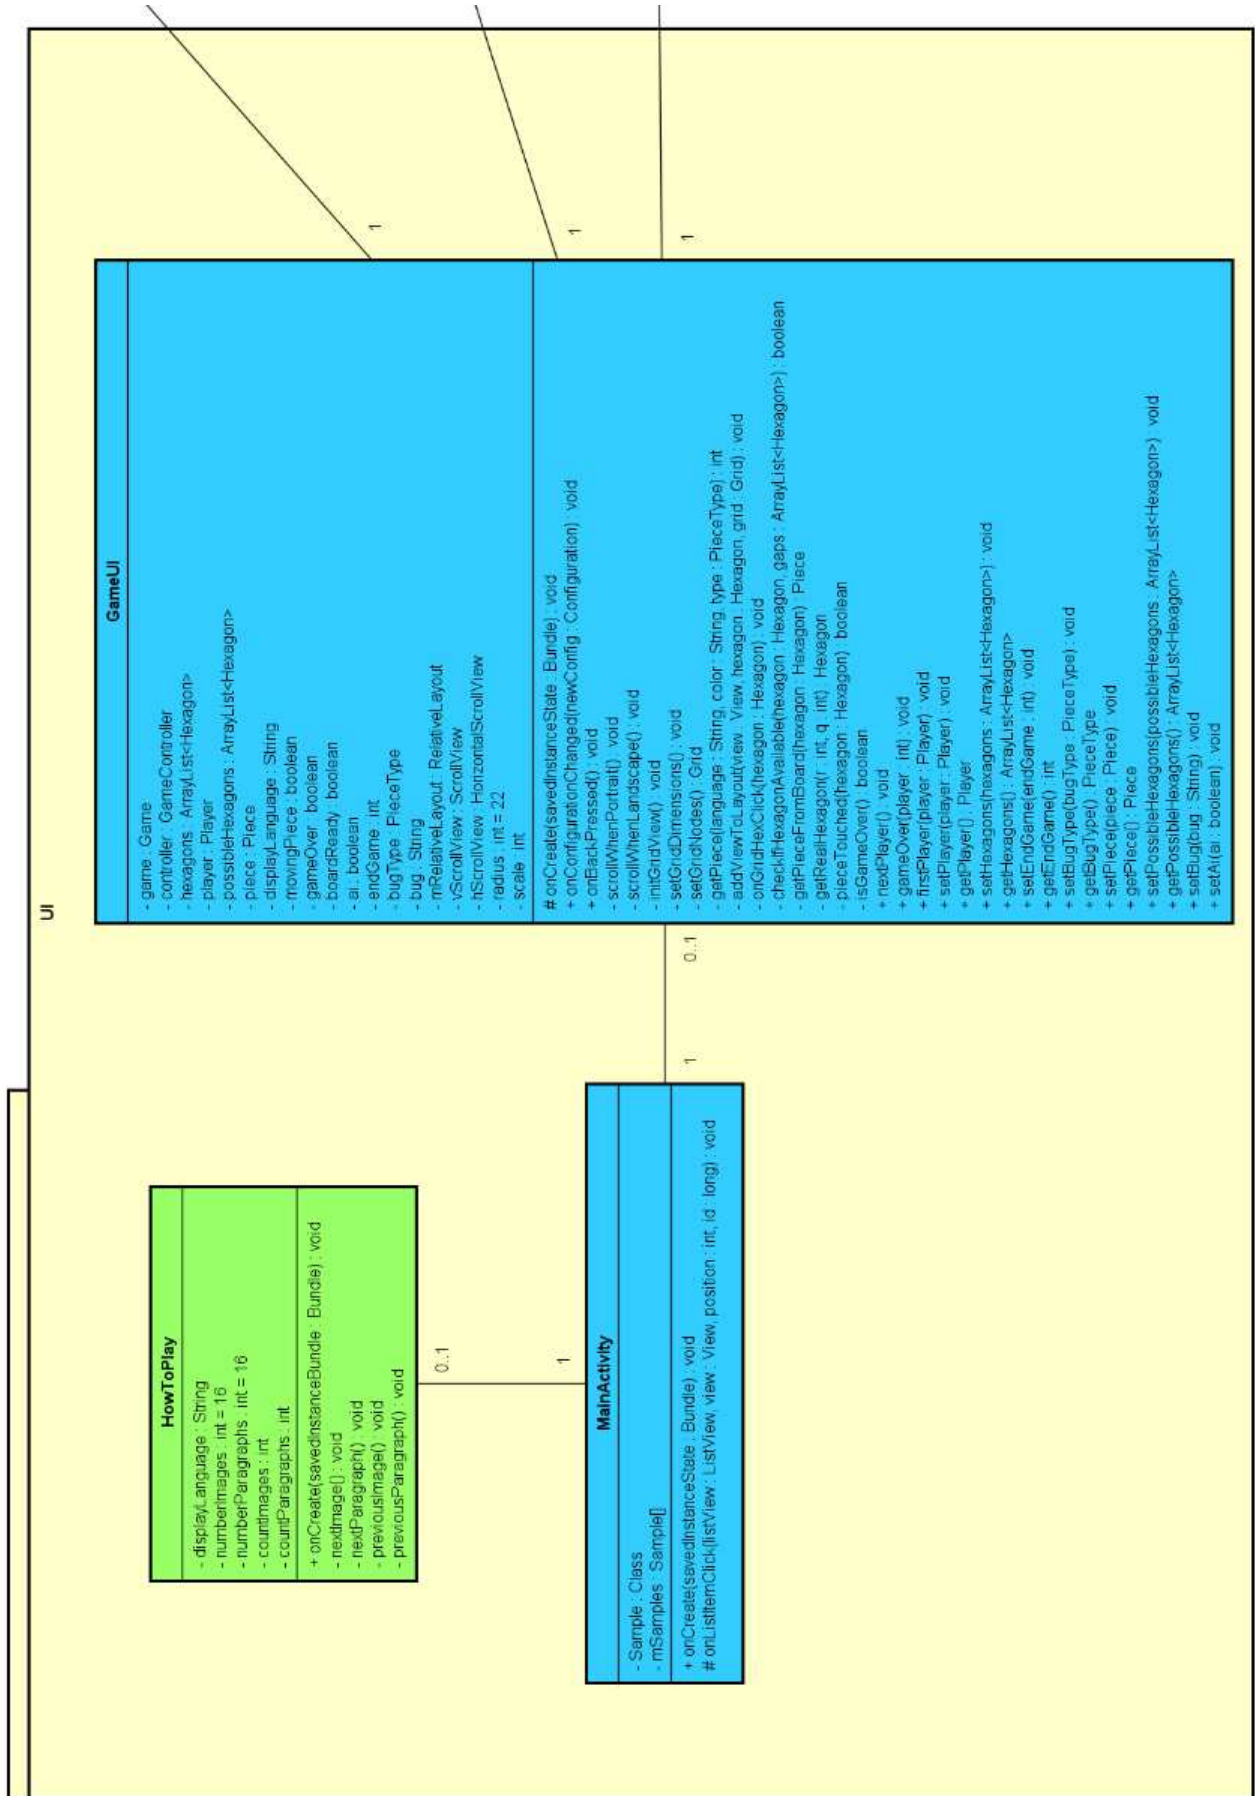 UI
HowToPlay
- displayLanguage : String
- numberImages : int = 16
- numberParagraphs : int = 16
- countImages : int
- countParagraphs : int
+ onCreate(savedInstanceBundle : Bundle) : void
- nextImage() : void
- nextParagraph() : void
- previousImage() : void
- previousParagraph() : void
0..1
1
MainActivity
- Sample : Class
- mSamples : Sample[]
+ onCreate(savedInstanceState : Bundle) : void
# onListItemClick(listView : ListView, view : View, position : int, id : long) : void
1
0..1
GameUI
- game : Game
- controller : GameController
- hexagons : ArrayList<Hexagon>
- player : Player
- possibleHexagons : ArrayList<Hexagon>
- piece : Piece
- displayLanguage : String
- movingPiece : boolean
- gameOver : boolean
- boardReady : boolean
- ai : boolean
- endGame : int
- bugType : PieceType
- bug : String
- mRelativeLayout : RelativeLayout
- vScrollView : ScrollView
- hScrollView : HorizontalScrollView
- radius : int = 22
- scale : int
# onCreate(savedInstanceState : Bundle) : void
+ onConfigurationChanged(newConfig : Configuration) : void
+ onBackPressed() : void
- scrollWhenPortrait() : void
- scrollWhenLandscape() : void
- initGridView() : void
- setGridDimensions() : void
- setGridNodes() : Grid
- getPiece(language : String, color : String, type : PieceType) : int
- addViewToLayout(view : View, hexagon : Hexagon, grid : Grid) : void
- onGridHexClick(hexagon : Hexagon) : void
- checkIfHexagonAvailable(hexagon : Hexagon, gaps : ArrayList<Hexagon>) : boolean
- getPieceFromBoard(hexagon : Hexagon) : Piece
- getRealHexagon(r : int, q : int) : Hexagon
- pieceTouched(hexagon : Hexagon) : boolean
- isGameOver() : boolean
+ nextPlayer() : void
+ gameOver(player : int) : void
+ firstPlayer(player : Player) : void
+ setPlayer(player : Player) : void
+ getPlayer() : Player
+ setHexagons(hexagons : ArrayList<Hexagon>) : void
+ getHexagons() : ArrayList<Hexagon>
+ setEndGame(endGame : int) : void
+ getEndGame() : int
+ setBugType(bugType : PieceType) : void
+ getBugType() : PieceType
+ setPiece(piece : Piece) : void
+ getPiece() : Piece
+ setPossibleHexagons(possibleHexagons : ArrayList<Hexagon>) : void
+ getPossibleHexagons() : ArrayList<Hexagon>
+ setBug(bug : String) : void
+ setAi(ai : boolean) : void
1
1
1